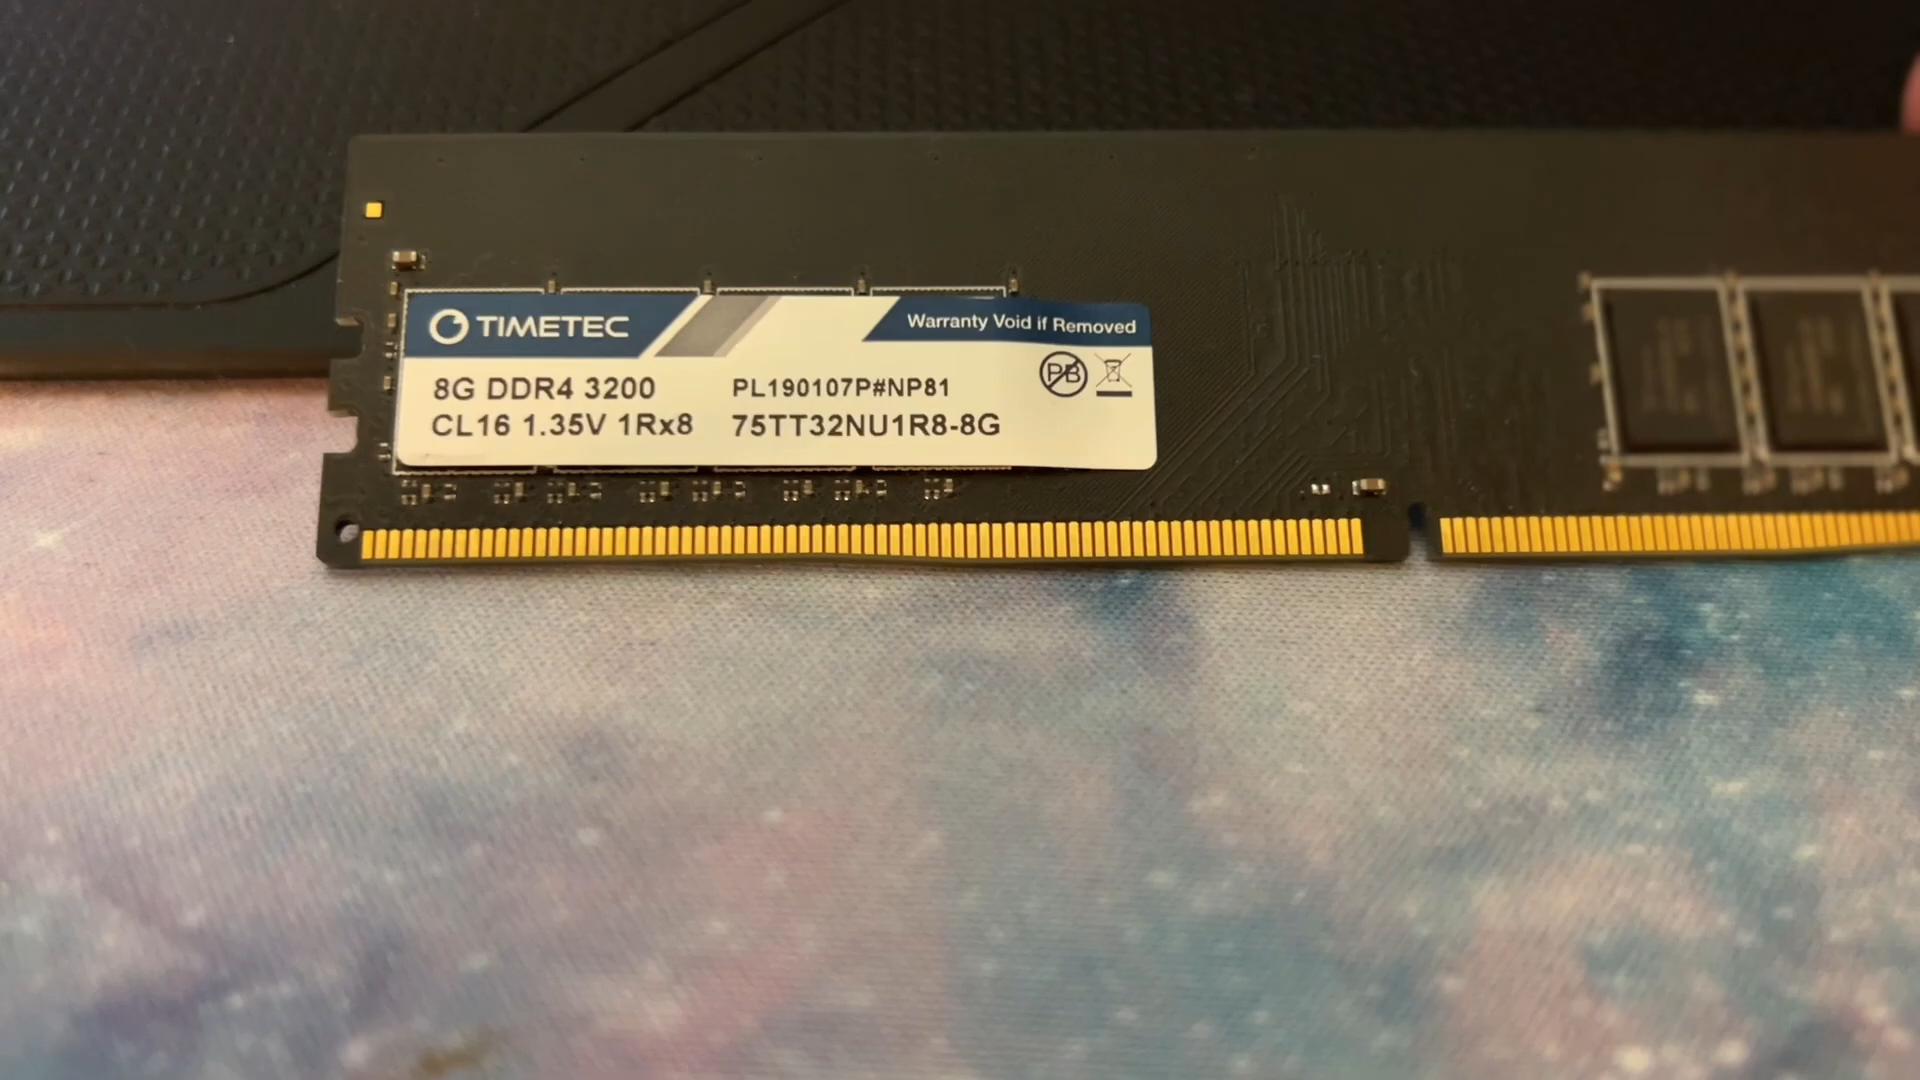 TIMETEC
Warranty Void if Removed
8G DDR4 3200
CL16 1.35V 1Rx8
PL190107P#NP81
75TT32NU1R8-8G
PB